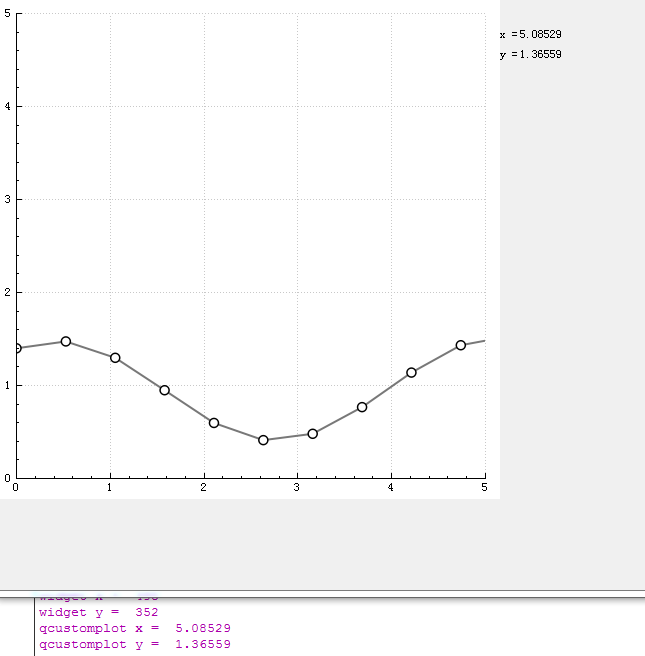 5
x =5.08529
y =1.36559
4
3
2
1
0
0 1 2 3 4 5
widget y =  352
qcustomplot x =  5.08529
qcustomplot y =  1.36559